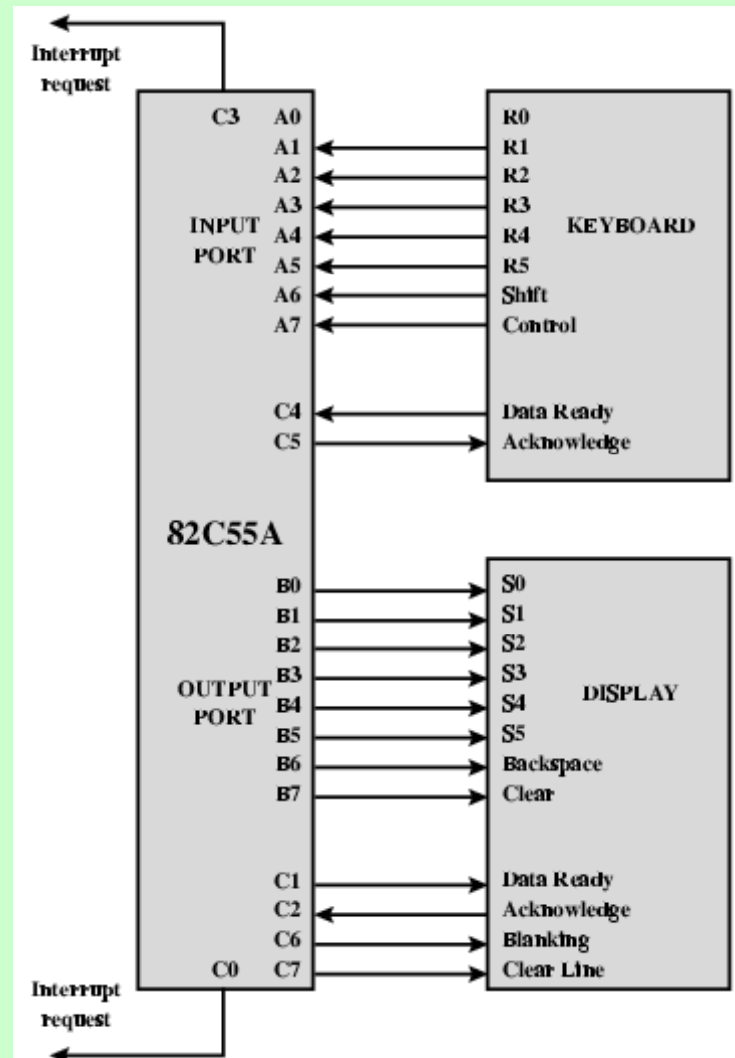 Interrupt
request
C3 A0 R0
A1 R1
A2 R2
A3 R3
INPUT
PORT
A4 R4
KEYBOARD
A5 R5
A6 Shift
A7 Control
C4 Data Ready
C5 Acknowledge
82C55A
B0 S0
B1 S1
B2 S2
B3 S3
OUTPUT
PORT
DISPLAY
B4 S4
B5 S5
B6 Backspace
B7 Clear
C1 Data Ready
C2 Acknowledge
C6 Blanking
C0 C7 Clear Line
Interrupt
request